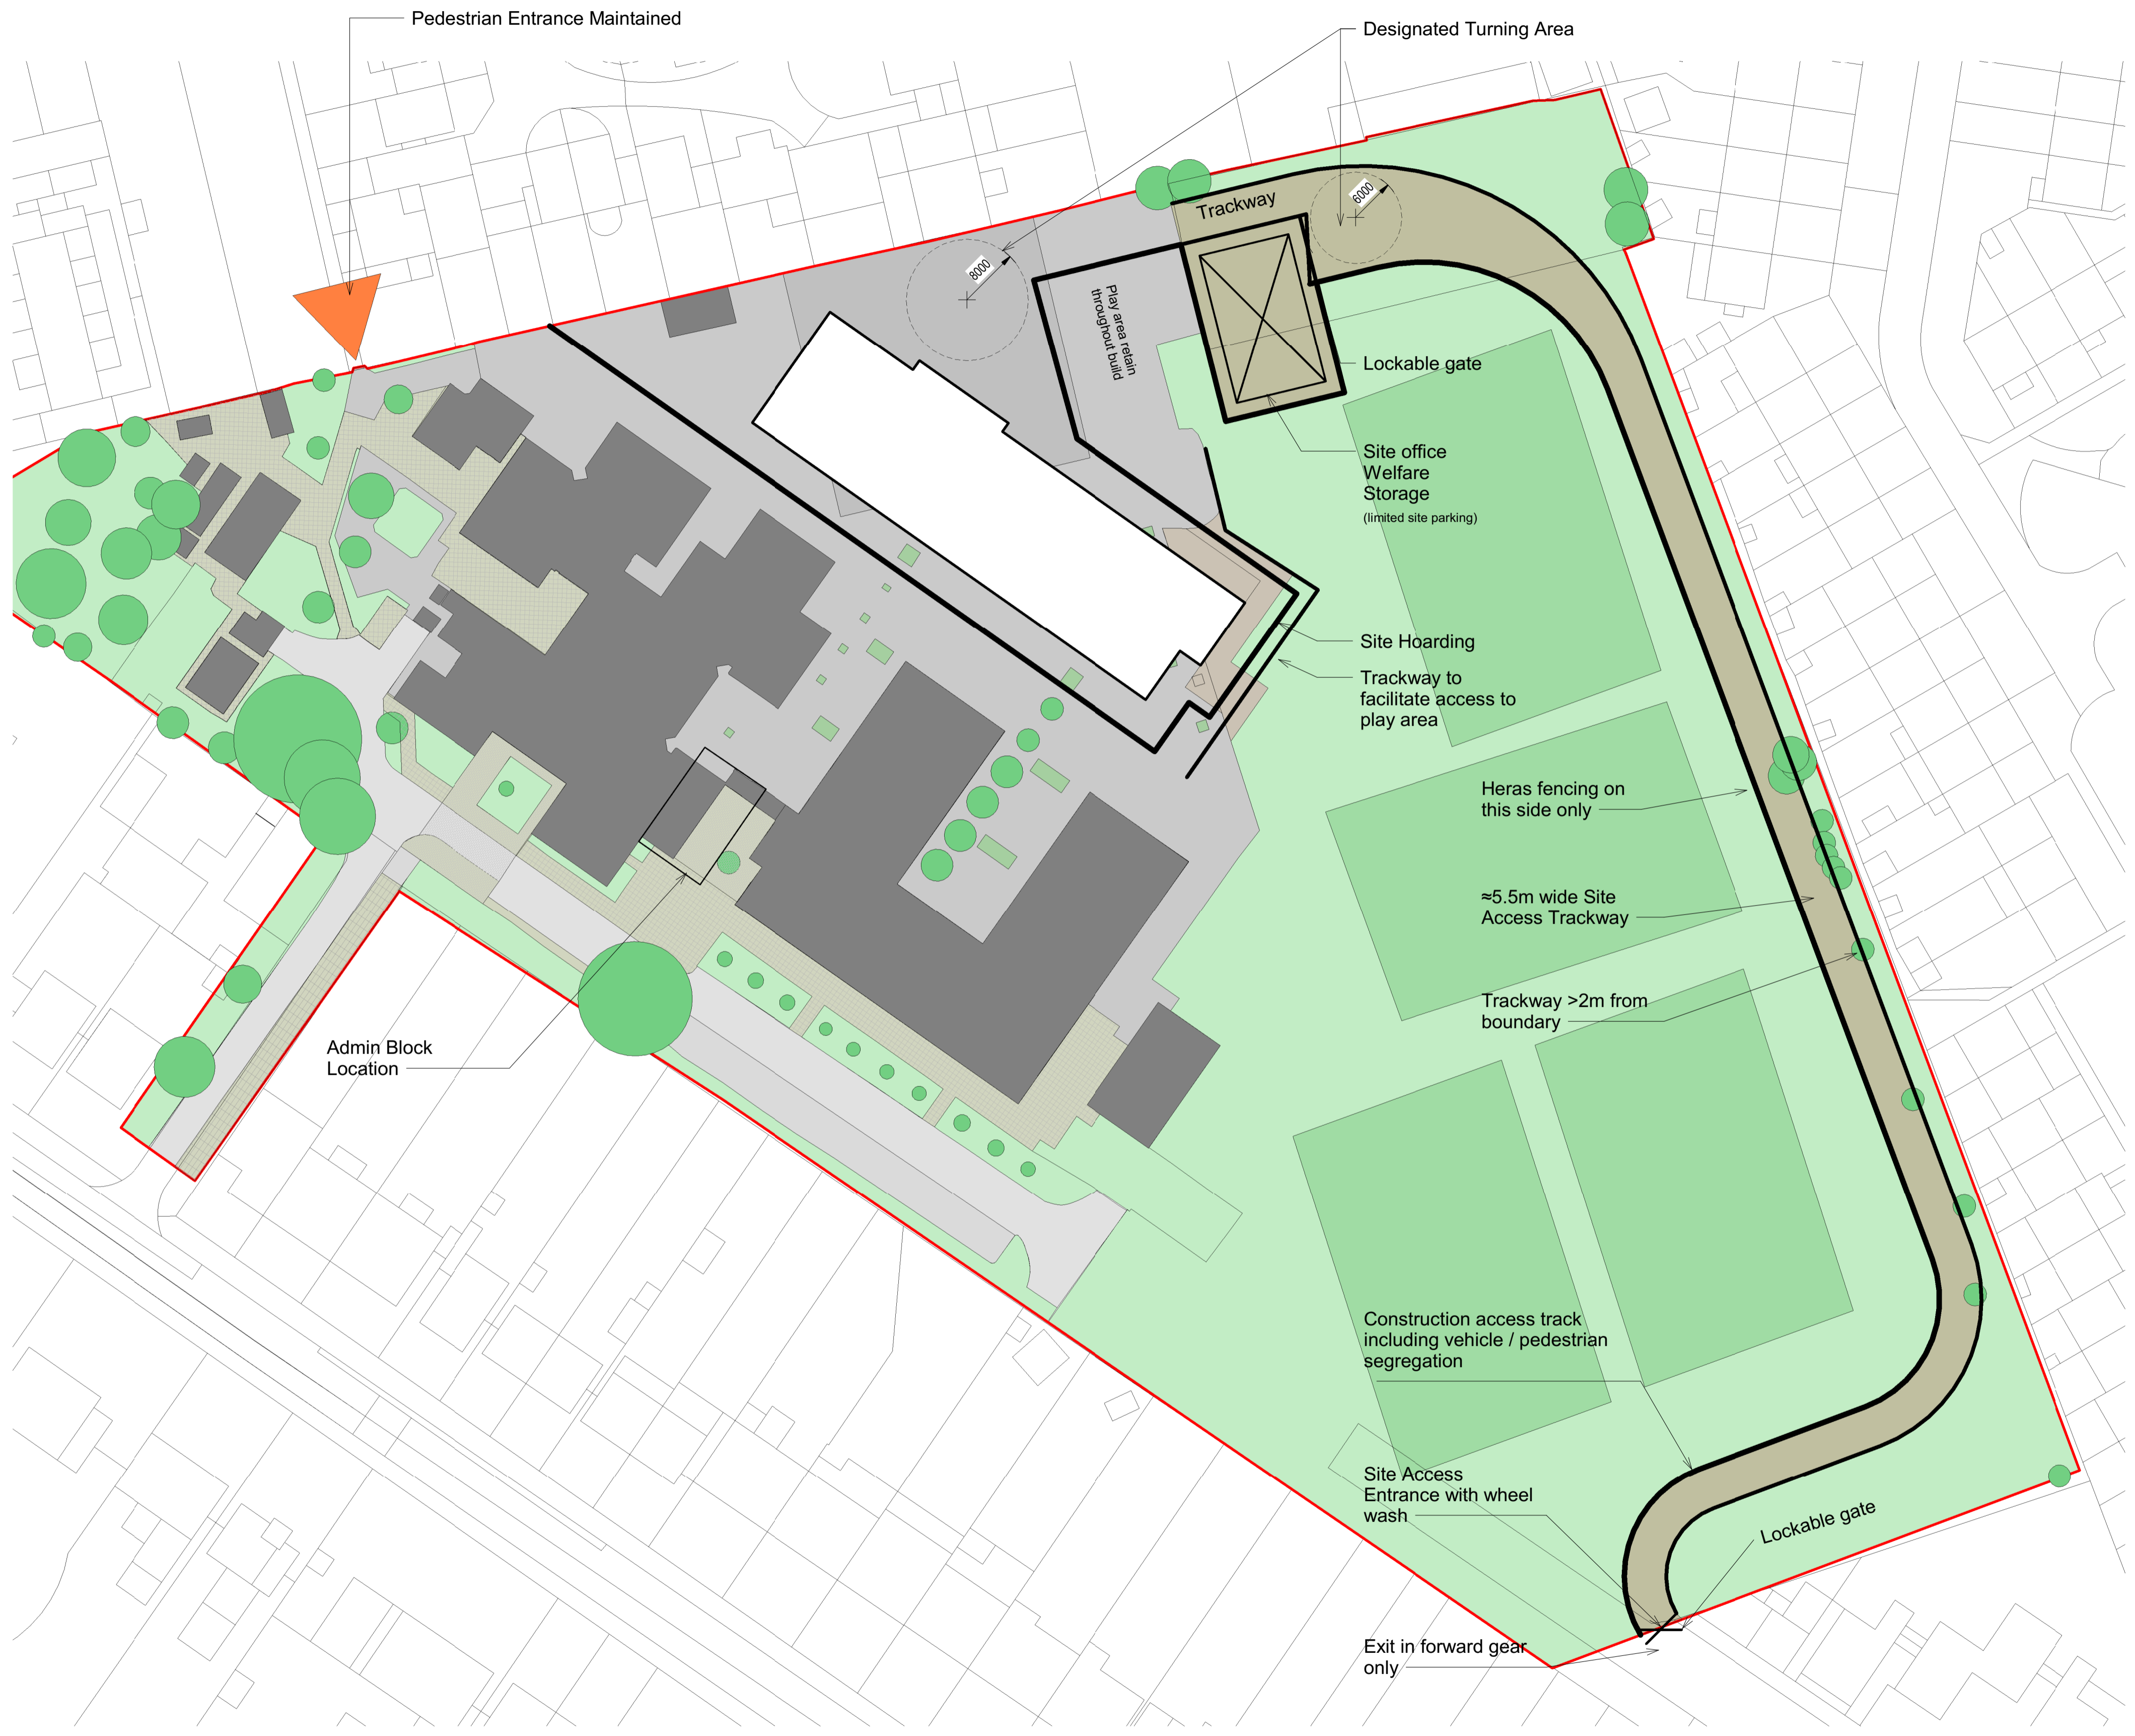 Pedestrian Entrance Maintained
Designated Turning Area
Trackway
6000
8000
Play area retain
throughout build
Lockable gate
Site office
Welfare
Storage
(limited site parking)
Site Hoarding
Trackway to
facilitate access to
play area
Heras fencing on
this side only
≈5.5m wide Site
Access Trackway
Trackway >2m from
boundary
Admin Block
Location
Construction access track
including vehicle / pedestrian
segregation
Site Access
Entrance with wheel
wash
Lockable gate
Exit in forward gear
only